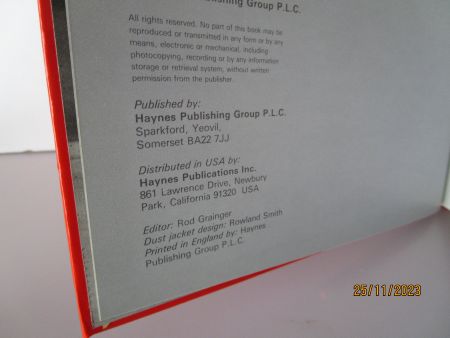 Publishing Group P.L.C.
All rights reserved. No part of this book may be
reproduced or transmitted in any form or by any
means, electronic or mechanical, including
photocopying, recording or by any information
storage or retrieval system, without written
permission from the publisher.
Published by:
Haynes Publishing Group P.L.C.
Sparkford, Yeovil,
Somerset BA22 7JJ
Distributed in USA by:
Haynes Publications Inc.
861 Lawrence Drive, Newbury
Park, California 91320 USA
Editor: Rod Grainger
Dust jacket design: Rowland Smith
Printed in England by: Haynes
Publishing Group P.L.C.
25/11/2023